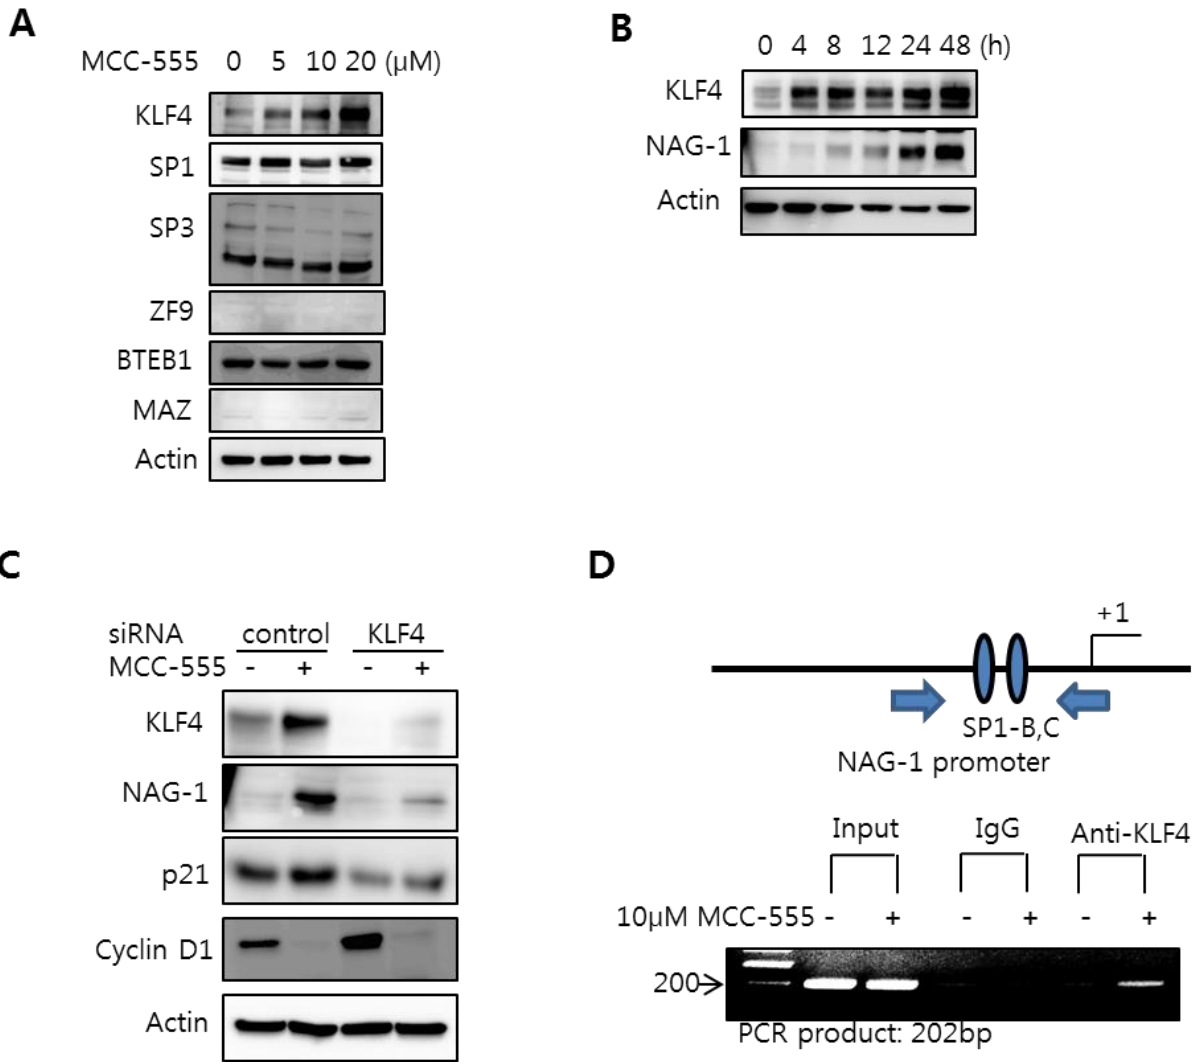 A
MCC-555 0 5 10 20 (μM)
KLF4
SP1
SP3
ZF9
BTEB1
MAZ
Actin
B
0 4 8 12 24 48 (h)
KLF4
NAG-1
Actin
C
siRNA control KLF4
MCC-555 - + - +
KLF4
NAG-1
p21
Cyclin D1
Actin
D
+1
SP1-B,C
NAG-1 promoter
Input IgG Anti-KLF4
10μM MCC-555 - + - + - +
200
PCR product: 202bp